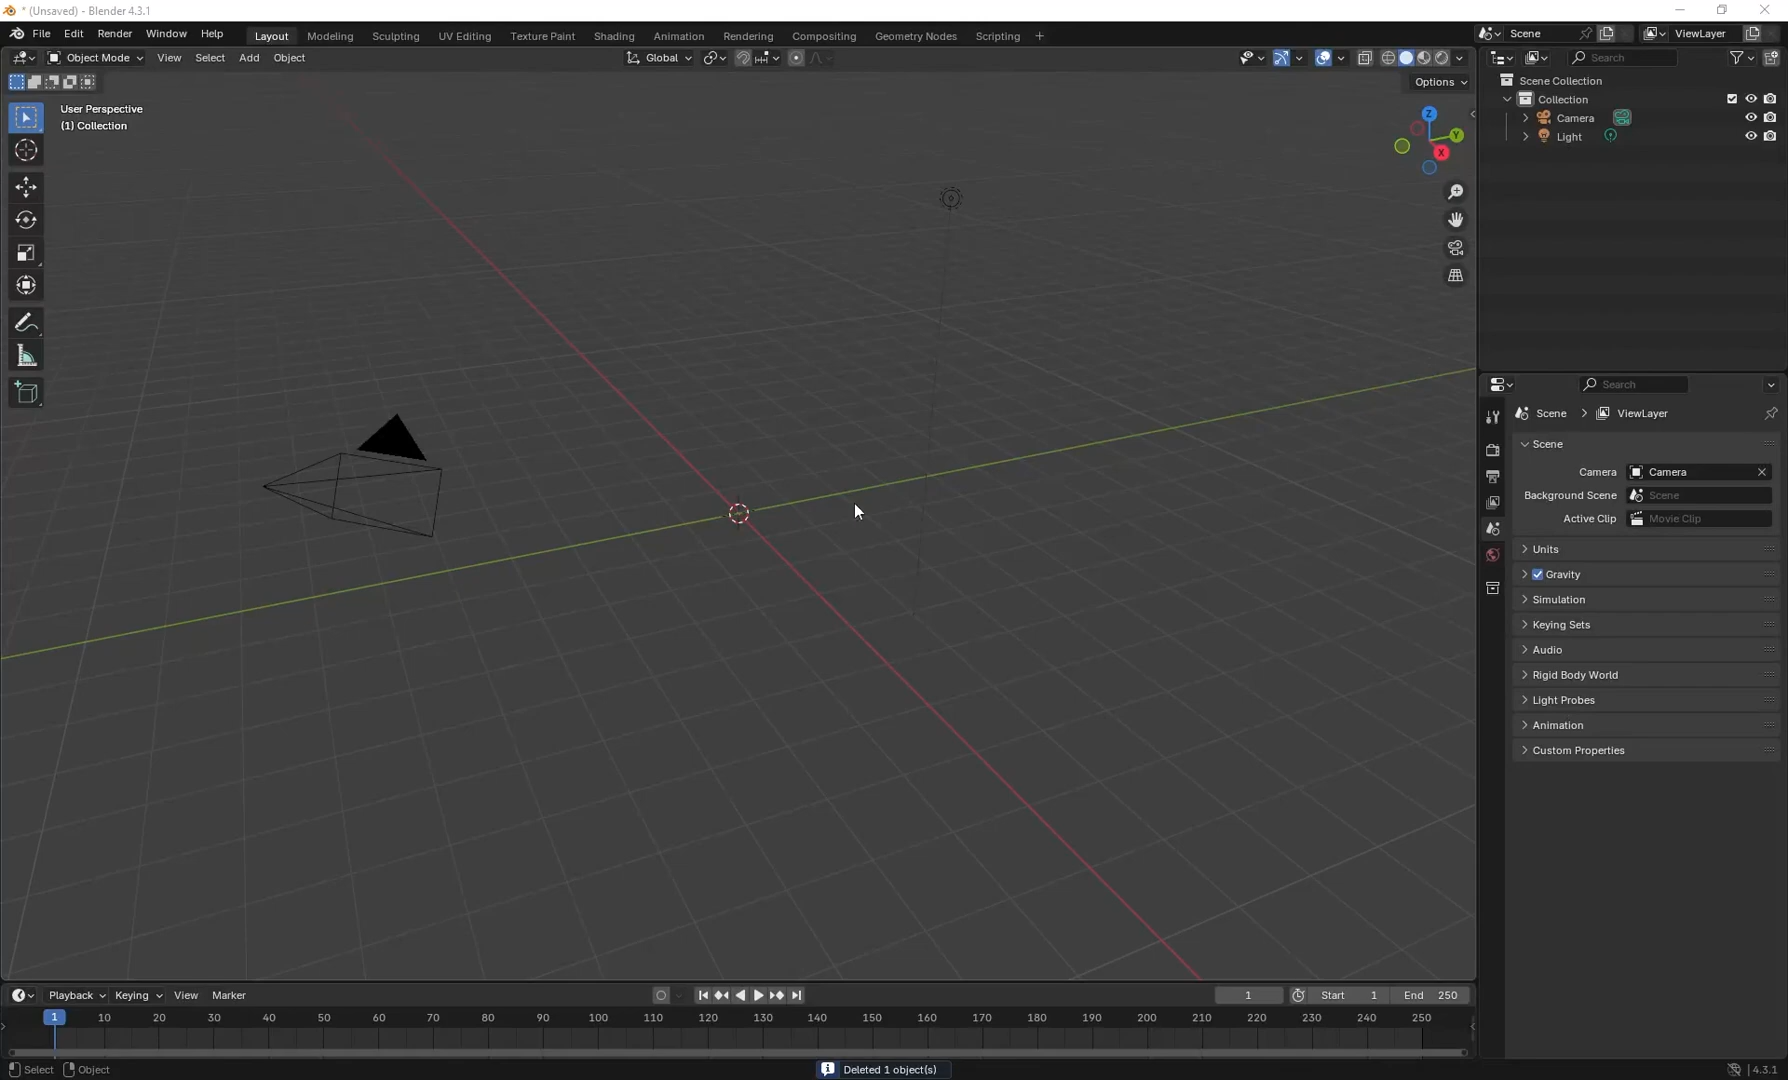 * (Unsaved) - Blender 4.3.1
File Edit Render Window Help Layout Modeling Sculpting UV Editing Texture Paint Shading Animation Rendering Compositing Geometry Nodes Scripting + Scene ViewLayer
Object Mode View Select Add Object Global Search
Options
User Perspective
(1) Collection
Z
Y
X
Scene Collection
Collection
Camera
Light
Search
Scene > ViewLayer
Scene
Camera Camera
Background Scene Scene
Active Clip Movie Clip
Units
Gravity
Simulation
Keying Sets
Audio
Rigid Body World
Light Probes
Animation
Custom Properties
Playback Keying View Marker 1 Start 1 End 250
1 10 20 30 40 50 60 70 80 90 100 110 120 130 140 150 160 170 180 190 200 210 220 230 240 250
Select Object Deleted 1 object(s) 4.3.1